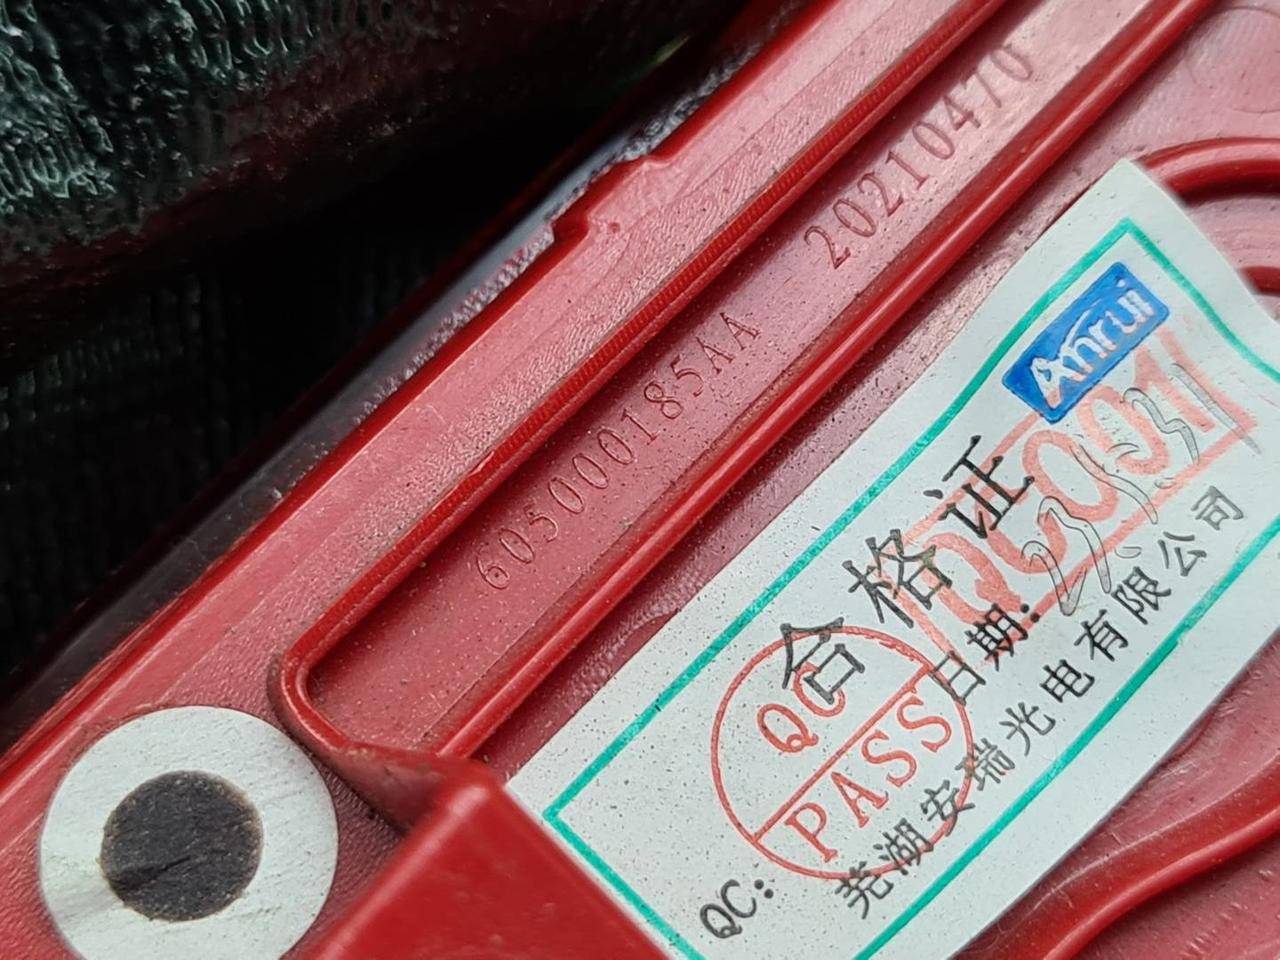 605000185AA 20210470
Anrui
合格证
QC001
日期:
QC PASS
QC:
芜湖安瑞光电有限公司